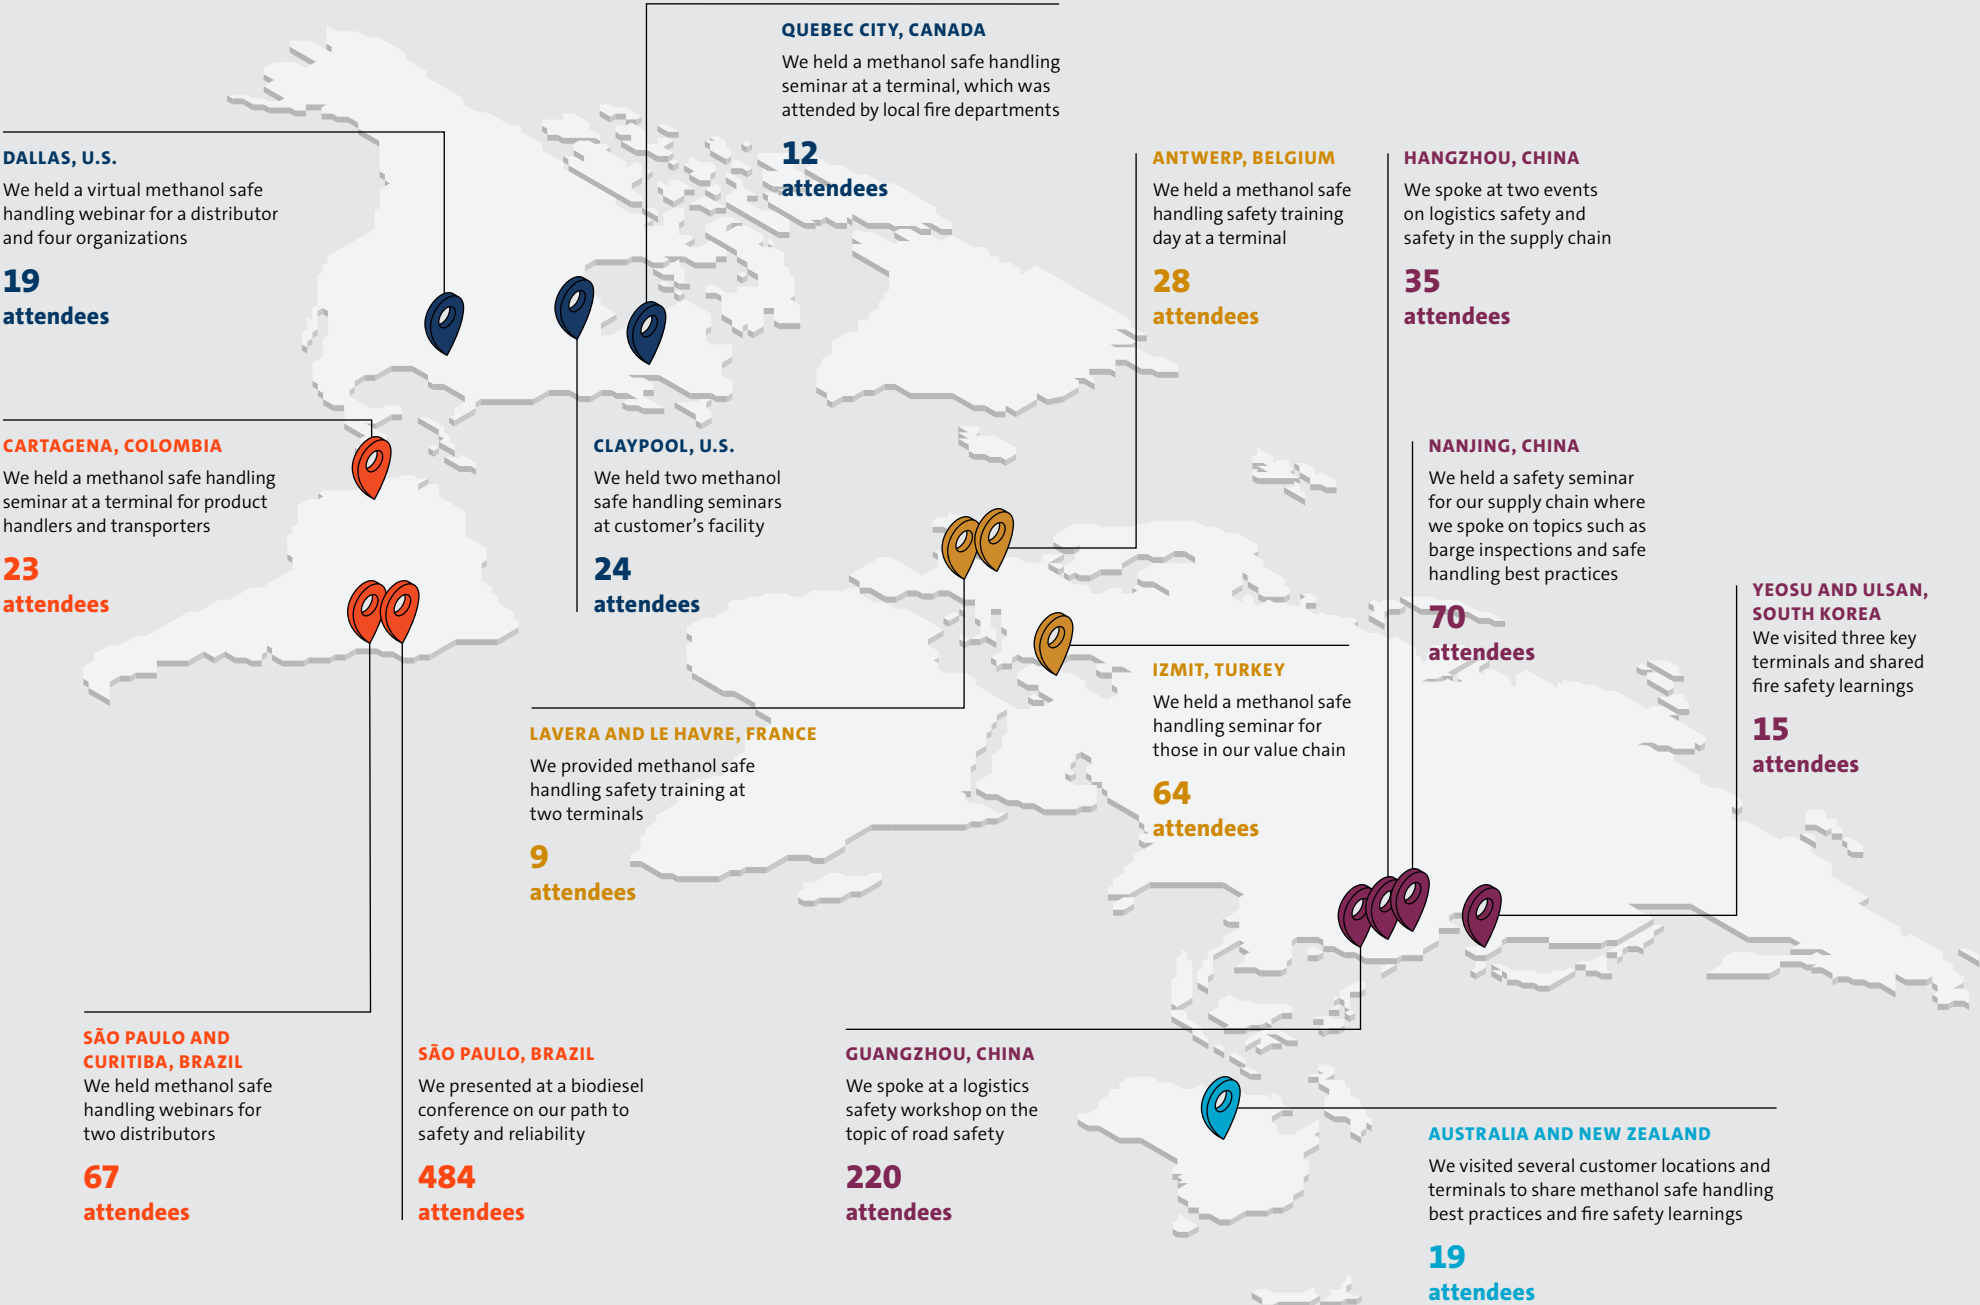 QUEBEC CITY, CANADA
We held a methanol safe handling
seminar at a terminal, which was
attended by local fire departments
12
attendees
DALLAS, U.S.
We held a virtual methanol safe
handling webinar for a distributor
and four organizations
19
attendees
ANTWERP, BELGIUM
We held a methanol safe
handling safety training
day at a terminal
28
attendees
HANGZHOU, CHINA
We spoke at two events
on logistics safety and
safety in the supply chain
35
attendees
CARTAGENA, COLOMBIA
We held a methanol safe handling
seminar at a terminal for product
handlers and transporters
23
attendees
CLAYPOOL, U.S.
We held two methanol
safe handling seminars
at customer’s facility
24
attendees
NANJING, CHINA
We held a safety seminar
for our supply chain where
we spoke on topics such as
barge inspections and safe
handling best practices
70
attendees
YEOSU AND ULSAN,
SOUTH KOREA
We visited three key
terminals and shared
fire safety learnings
15
attendees
IZMIT, TURKEY
We held a methanol safe
handling seminar for
those in our value chain
64
attendees
LAVERA AND LE HAVRE, FRANCE
We provided methanol safe
handling safety training at
two terminals
9
attendees
SÃO PAULO AND
CURITIBA, BRAZIL
We held methanol safe
handling webinars for
two distributors
67
attendees
SÃO PAULO, BRAZIL
We presented at a biodiesel
conference on our path to
safety and reliability
484
attendees
GUANGZHOU, CHINA
We spoke at a logistics
safety workshop on the
topic of road safety
220
attendees
AUSTRALIA AND NEW ZEALAND
We visited several customer locations and
terminals to share methanol safe handling
best practices and fire safety learnings
19
attendees